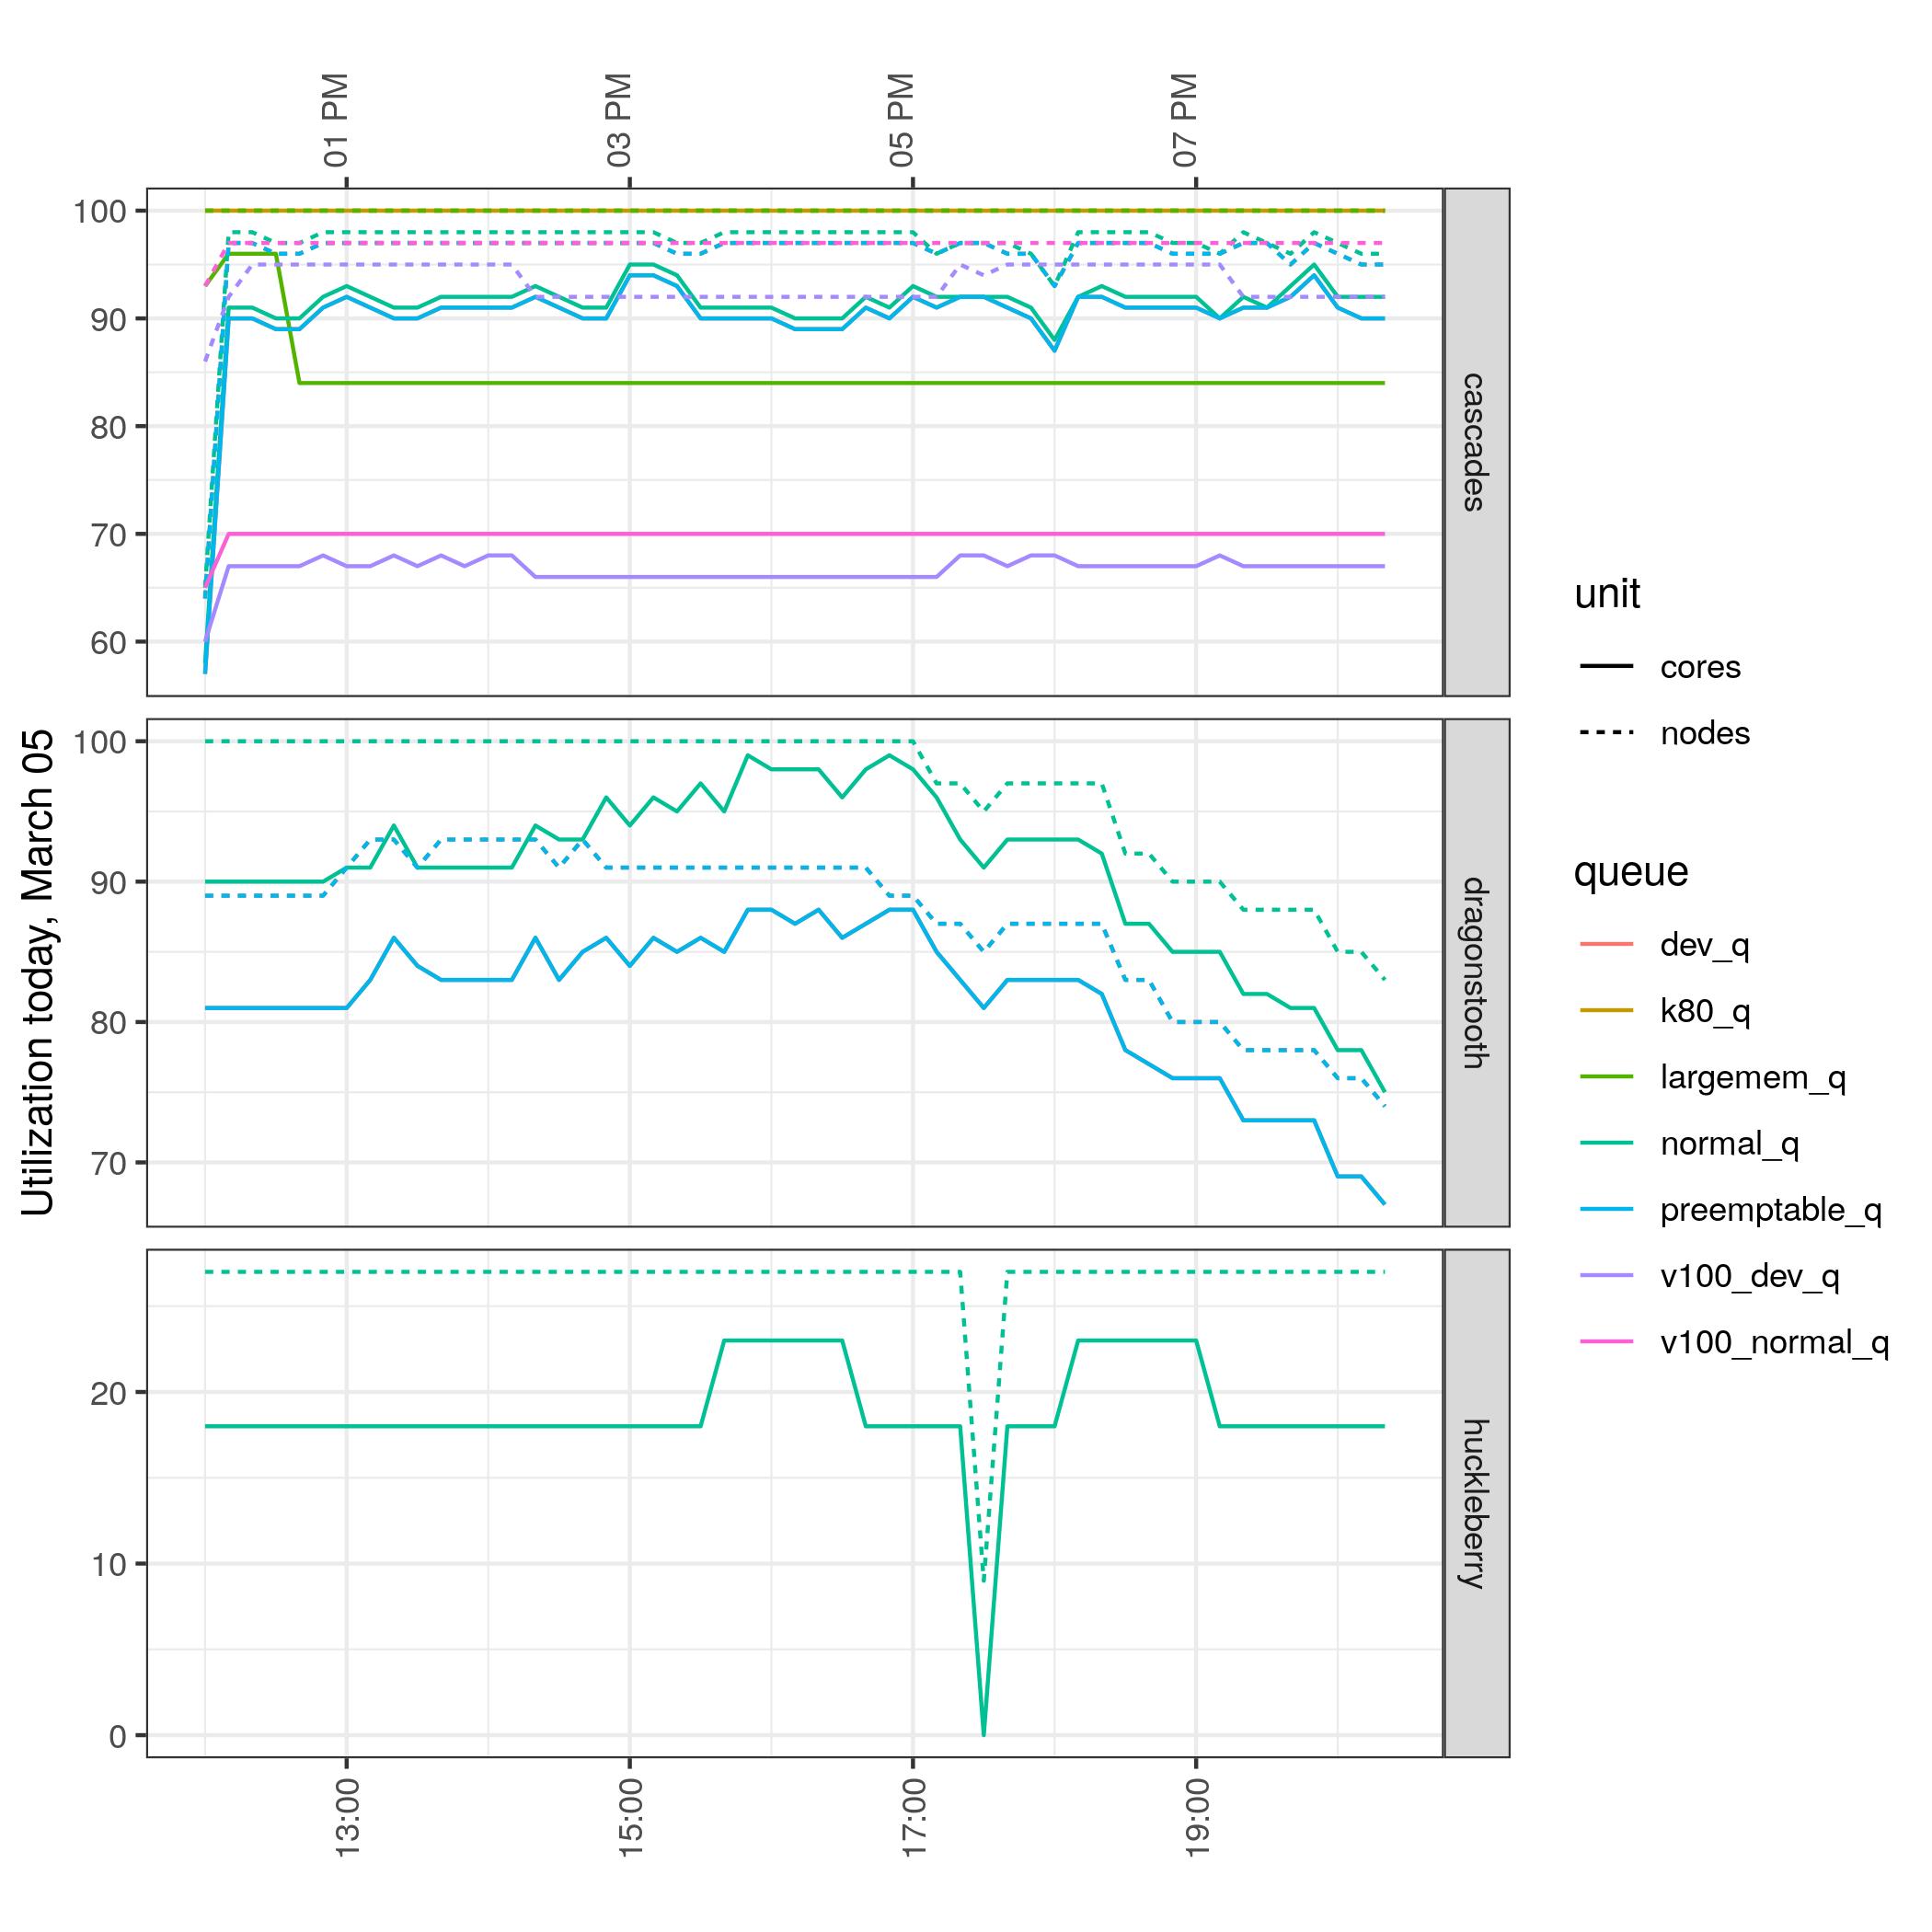 01 PM
03 PM
05 PM
07 PM
Utilization today, March 05
100
90
80
70
60
cascades
100
90
80
70
dragonstooth
20
10
0
huckleberry
13:00
15:00
17:00
19:00
unit
cores
nodes
queue
dev_q
k80_q
largemem_q
normal_q
preemptable_q
v100_dev_q
v100_normal_q